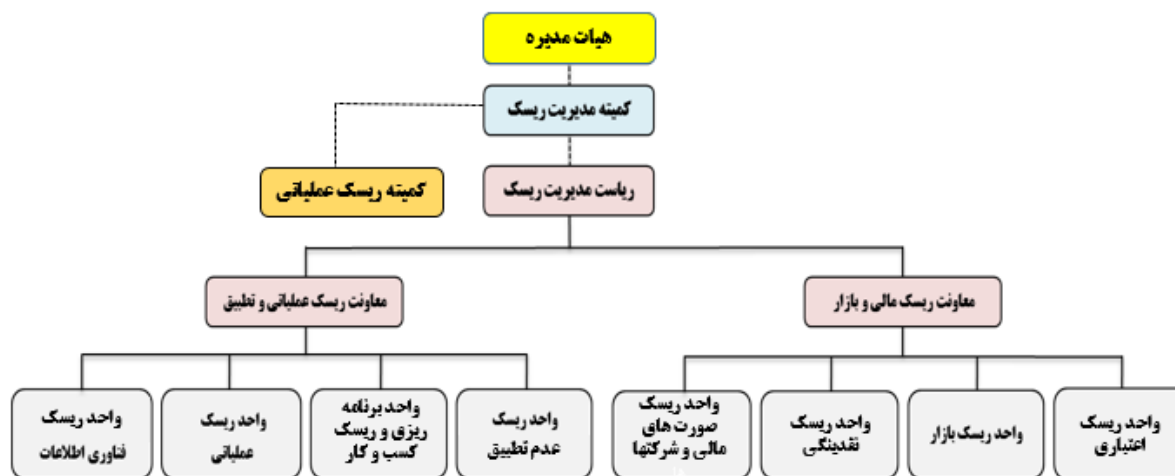 هیات مدیره
کمیته مدیریت ریسک
ریاست مدیریت ریسک
کمیته ریسک عملیاتی
معاونت ریسک مالی و بازار
معاونت ریسک عملیاتی و تطبیق
واحد ریسک
اعتباری
واحد ریسک بازار
واحد ریسک
نقدینگی
واحد ریسک
صورت های
مالی و شرکتها
واحد ریسک
عدم تطبیق
واحد برنامه
ریزی و ریسک
کسب و کار
واحد ریسک
عملیاتی
واحد ریسک
فناوری اطلاعات